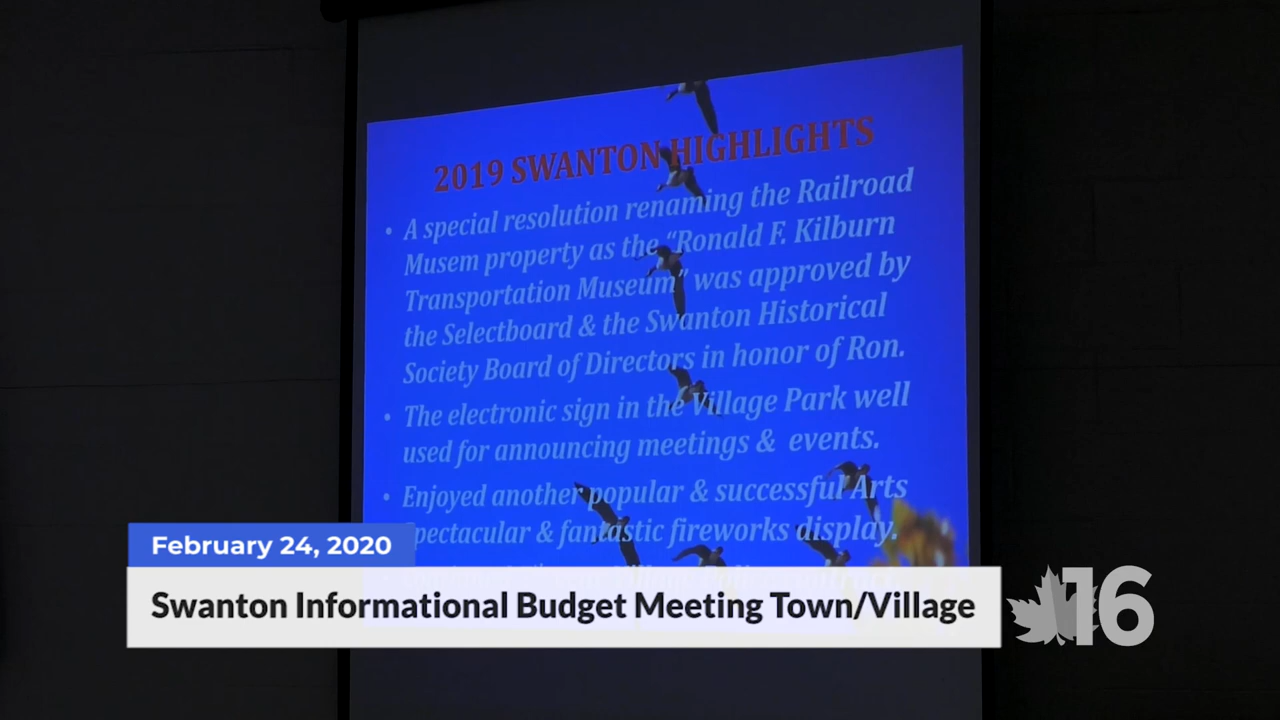 2019 SWANTON HIGHLIGHTS
• A special resolution renaming the Railroad
Musem property as the “Ronald F. Kilburn
Transportation Museum” was approved by
the Selectboard & the Swanton Historical
Society Board of Directors in honor of Ron.
• The electronic sign in the Village Park well
used for announcing meetings & events.
• Enjoyed another popular & successful Arts
pectacular & fantastic fireworks display.
February 24, 2020
Swanton Informational Budget Meeting Town/Village
16